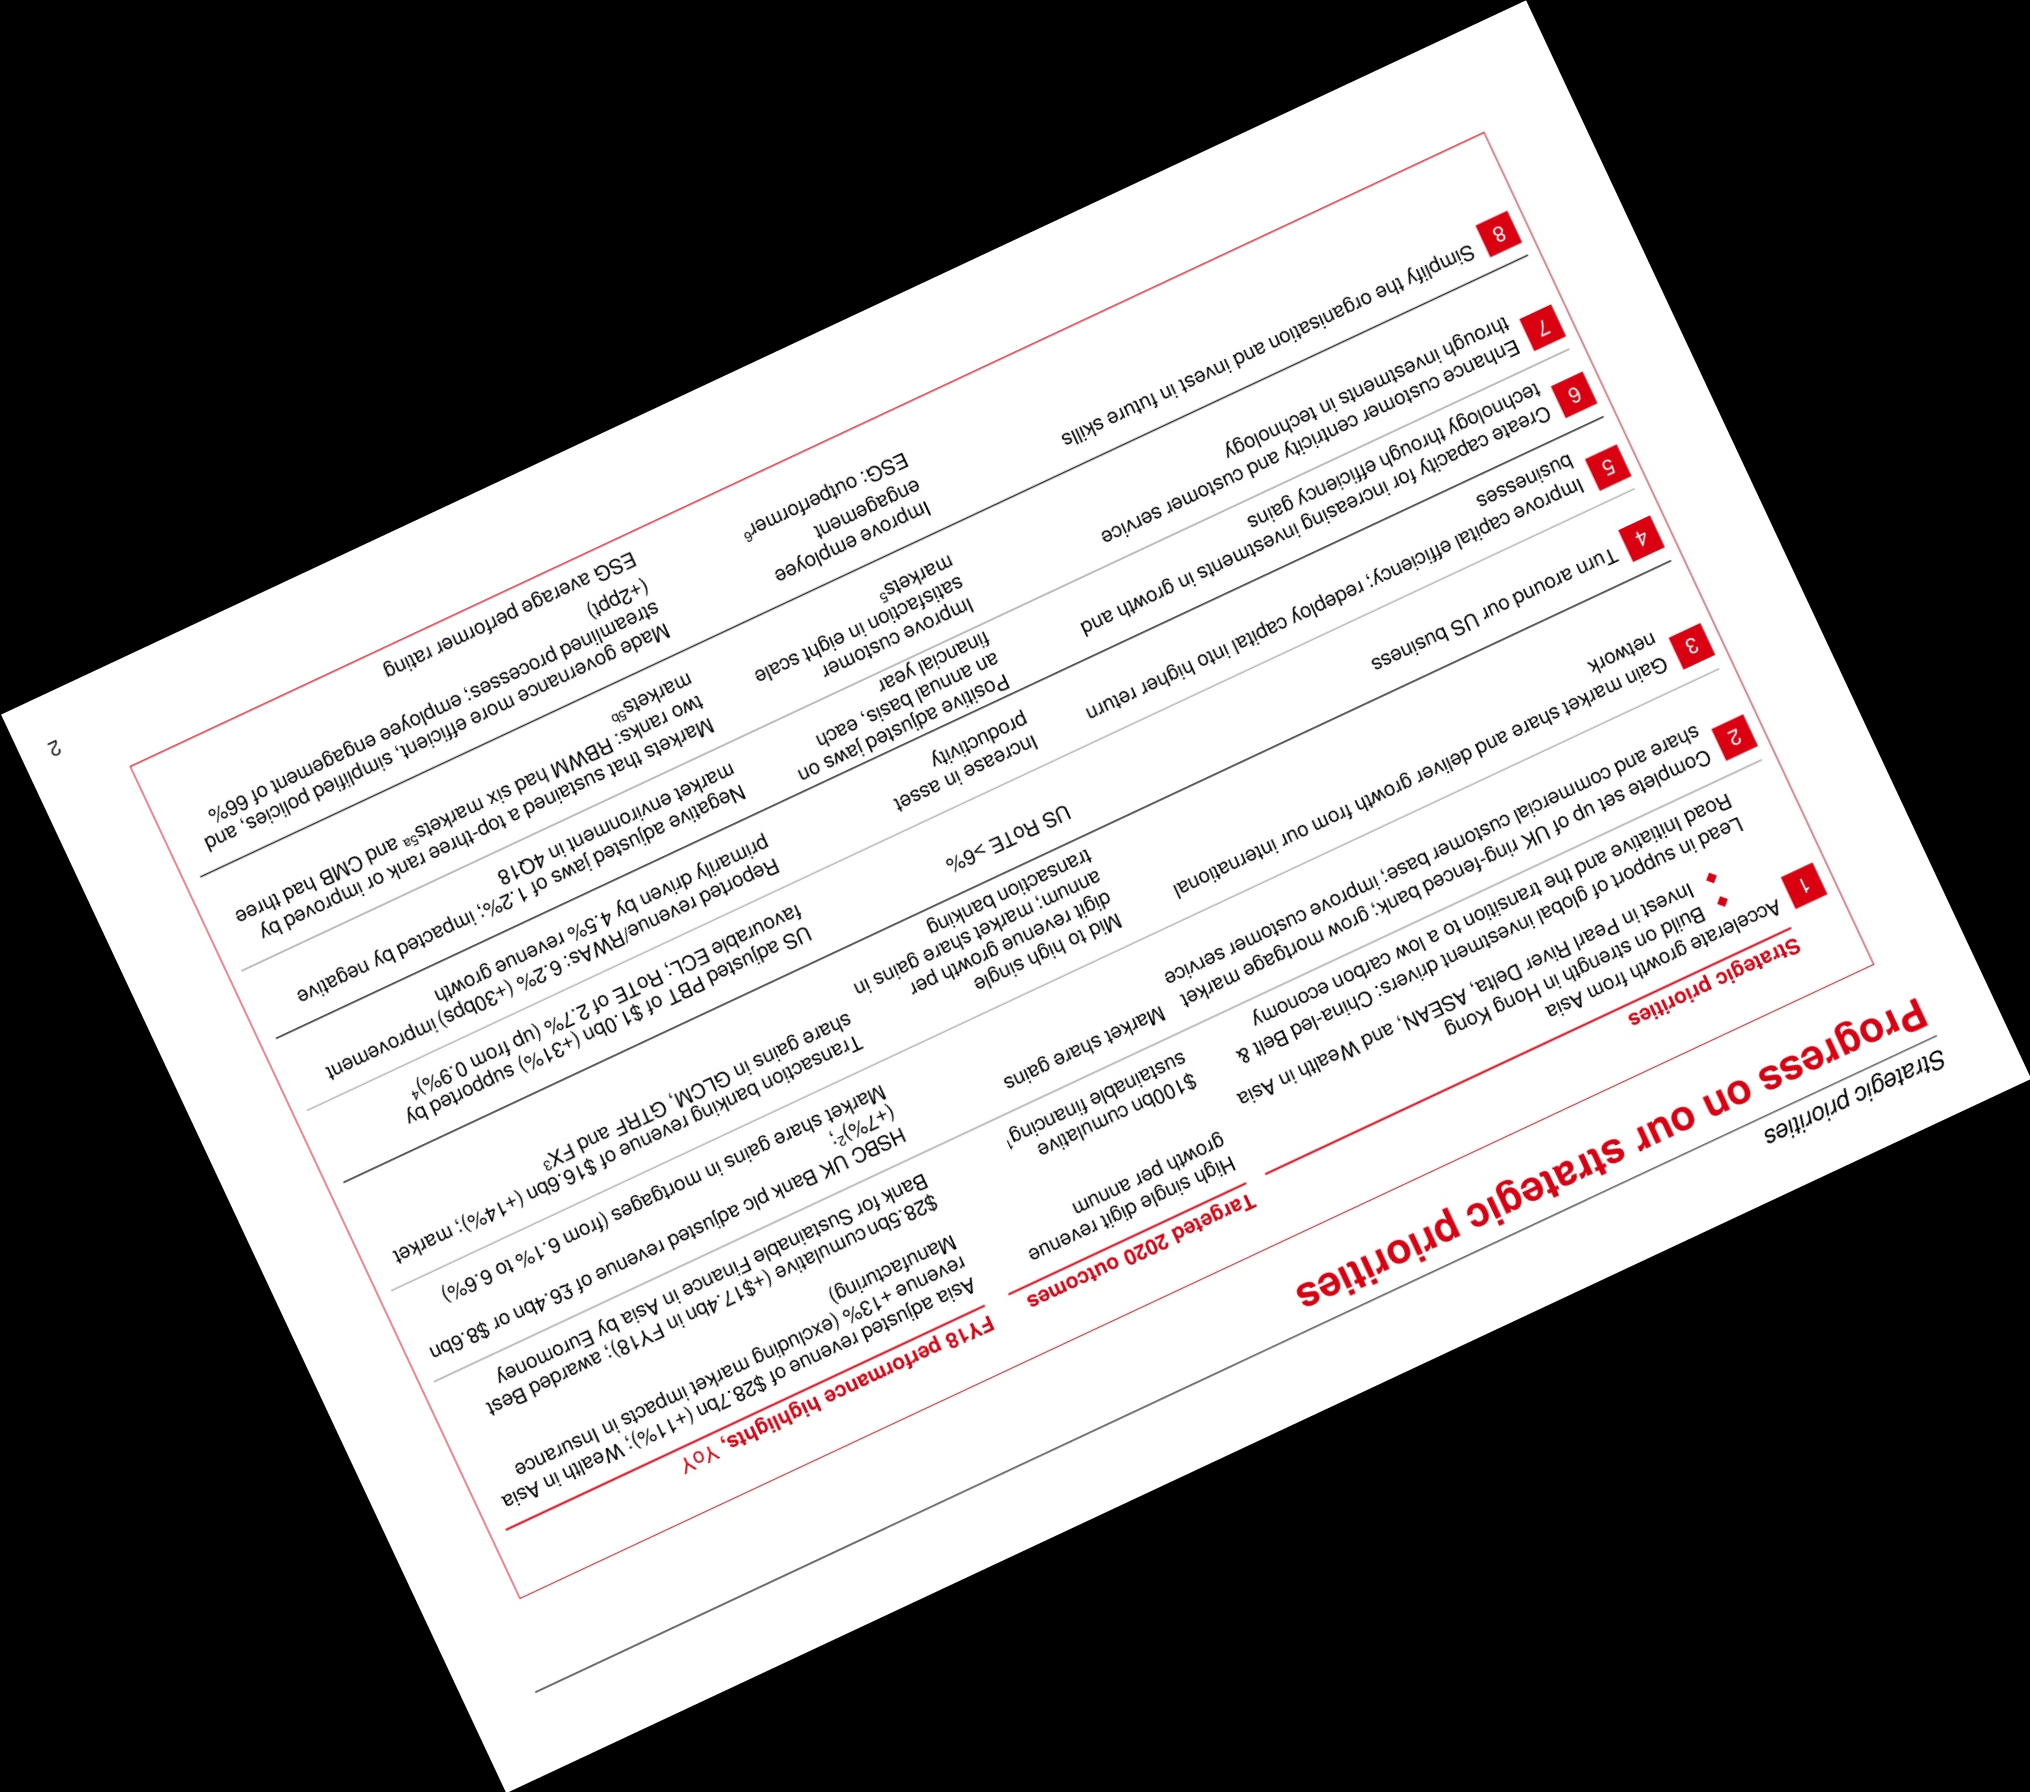 Strategic priorities
Progress on our strategic priorities
Strategic priorities
Targeted 2020 outcomes
FY18 performance highlights, YoY
1
Accelerate growth from Asia
Build on strength in Hong Kong
Invest in Pearl River Delta, ASEAN, and Wealth in Asia
High single digit revenue
growth per annum
Asia adjusted revenue of $28.7bn (+11%); Wealth in Asia
revenue +13% (excluding market impacts in Insurance
Manufacturing)
Lead in support of global investment drivers: China-led Belt &
Road Initiative and the transition to a low carbon economy
$100bn cumulative
sustainable financing¹
$28.5bn cumulative (+$17.4bn in FY18); awarded Best
Bank for Sustainable Finance in Asia by Euromoney
2
Complete set up of UK ring-fenced bank; grow mortgage market
share and commercial customer base; improve customer service
Market share gains
HSBC UK Bank plc adjusted revenue of £6.4bn or $8.6bn
(+7%)²;
Market share gains in mortgages (from 6.1% to 6.6%)
3
Gain market share and deliver growth from our international
network
Mid to high single
digit revenue growth per
annum; market share gains in
transaction banking
Transaction banking revenue of $16.6bn (+14%); market
share gains in GLCM, GTRF and FX³
4
Turn around our US business
US RoTE >6%
US adjusted PBT of $1.0bn (+31%) supported by
favourable ECL; RoTE of 2.7% (up from 0.9%)⁴
5
Improve capital efficiency; redeploy capital into higher return
businesses
Increase in asset
productivity
Reported revenue/RWAs: 6.2% (+30bps) improvement
primarily driven by 4.5% revenue growth
6
Create capacity for increasing investments in growth and
technology through efficiency gains
Positive adjusted jaws on
an annual basis, each
financial year
Negative adjusted jaws of 1.2%; impacted by negative
market environment in 4Q18
7
Enhance customer centricity and customer service
through investments in technology
Improve customer
satisfaction in eight scale
markets⁵
Markets that sustained a top-three rank or improved by
two ranks: RBWM had six markets⁵ᵃ and CMB had three
markets⁵ᵇ
8
Simplify the organisation and invest in future skills
Improve employee
engagement
ESG: outperformer⁶
Made governance more efficient, simplified policies, and
streamlined processes; employee engagement of 66%
(+2ppt)
ESG average performer rating
2